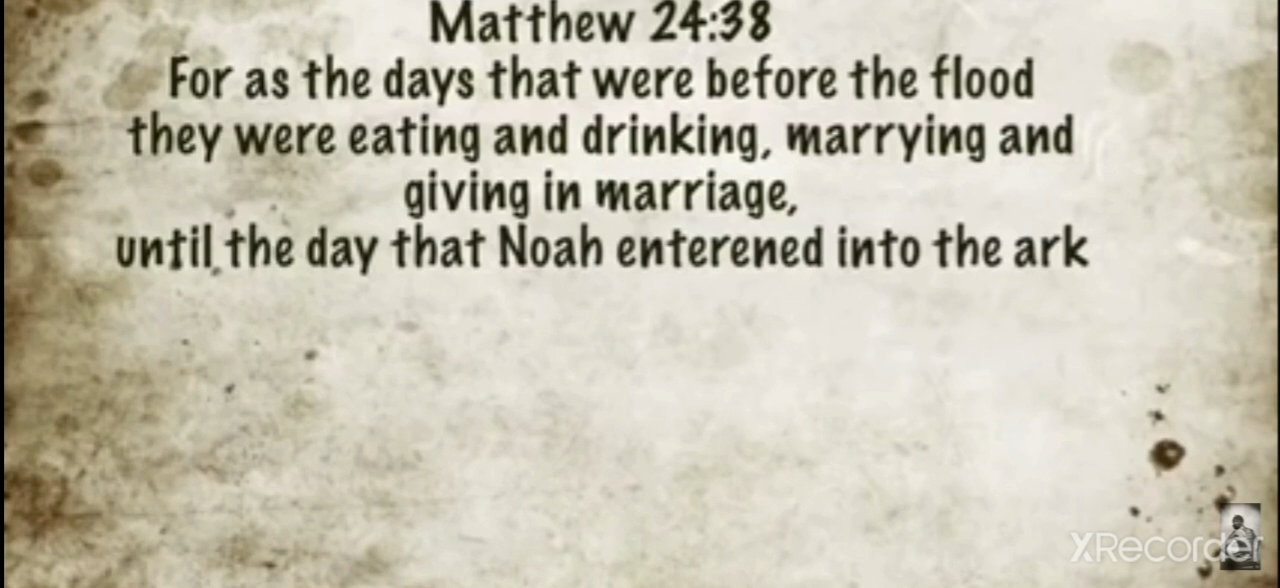 Matthew 24:38
For as the days that were before the flood
they were eating and drinking, marrying and
giving in marriage,
until the day that Noah enterened into the ark
XRecorder